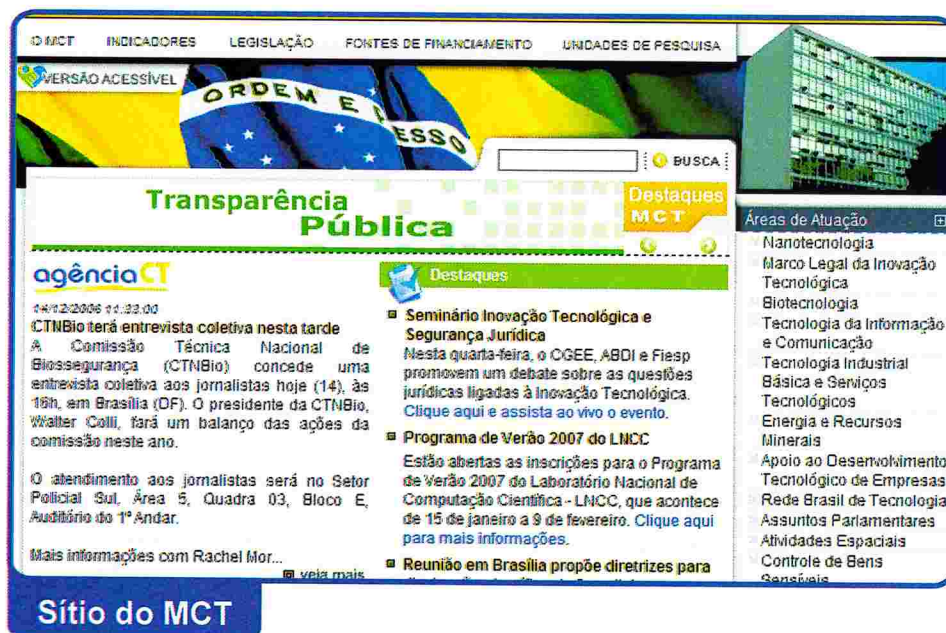 O MCT INDICADORES LEGISLAÇÃO FONTES DE FINANCIAMENTO UNIDADES DE PESQUISA
VERSÃO ACESSÍVEL
ORDEM E
ESSO
BUSCA
Transparência
Pública
Destaques
MCT
agênciaCT
14/12/2006 11:33:00
CTNBio terá entrevista coletiva nesta tarde
A Comissão Técnica Nacional de
Biossegurança (CTNBio) concede uma
entrevista coletiva aos jornalistas hoje (14), às
16h, em Brasília (DF). O presidente da CTNBio,
Walter Colli, fará um balanço das ações da
comissão neste ano.
O atendimento aos jornalistas será no Setor
Policial Sul, Área 5, Quadra 03, Bloco E,
Auditório do 1º Andar.
Mais informações com Rachel Mor...
veja mais
Destaques
Seminário Inovação Tecnológica e
Segurança Jurídica
Nesta quarta-feira, o CGEE, ABDI e Fiesp
promovem um debate sobre as questões
jurídicas ligadas à Inovação Tecnológica.
Clique aqui e assista ao vivo o evento.
Programa de Verão 2007 do LNCC
Estão abertas as inscrições para o Programa
de Verão 2007 do Laboratório Nacional de
Computação Científica - LNCC, que acontece
de 15 de janeiro a 9 de fevereiro. Clique aqui
para mais informações.
Reunião em Brasília propõe diretrizes para
Áreas de Atuação
Nanotecnologia
Marco Legal da Inovação
Tecnológica
Biotecnologia
Tecnologia da Informação
e Comunicação
Tecnologia Industrial
Básica e Serviços
Tecnológicos
Energia e Recursos
Minerais
Apoio ao Desenvolvimento
Tecnológico de Empresas
Rede Brasil de Tecnologia
Assuntos Parlamentares
Atividades Espaciais
Controle de Bens
Sensíveis
Sítio do MCT